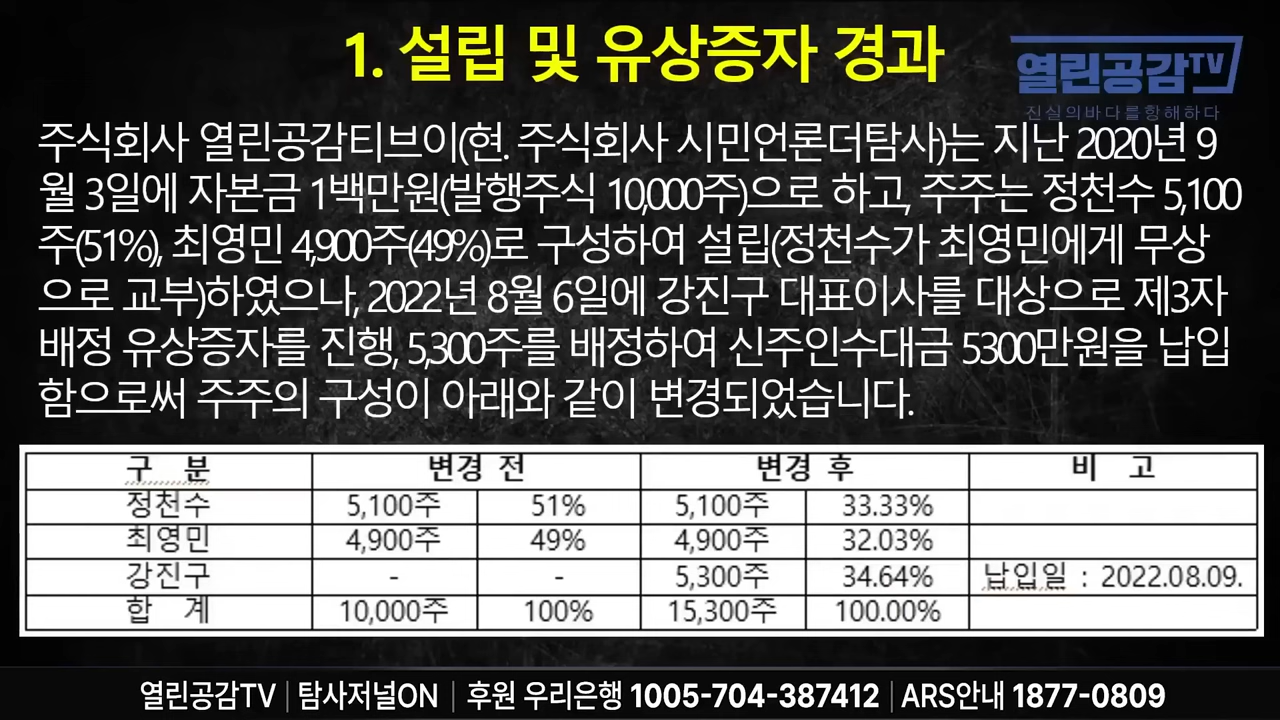 1. 설립 및 유상증자 경과
열린공감TV
진실의바다를항해하다
주식회사 열린공감티브이(현. 주식회사 시민언론더탐사)는 지난 2020년 9
월 3일에 자본금 1백만원(발행주식 10,000주)으로 하고, 주주는 정천수 5,100
주(51%), 최영민 4,900주(49%)로 구성하여 설립(정천수가 최영민에게 무상
으로 교부)하였으나, 2022년 8월 6일에 강진구 대표이사를 대상으로 제3자
배정 유상증자를 진행, 5,300주를 배정하여 신주인수대금 5300만원을 납입
함으로써 주주의 구성이 아래와 같이 변경되었습니다.
구 분 변경 전 변경 후 비 고
정천수 5,100주 51% 5,100주 33.33%
최영민 4,900주 49% 4,900주 32.03%
강진구 - - 5,300주 34.64% 납입일 : 2022.08.09.
합 계 10,000주 100% 15,300주 100.00%
열린공감TV | 탐사저널ON | 후원 우리은행 1005-704-387412 | ARS안내 1877-0809